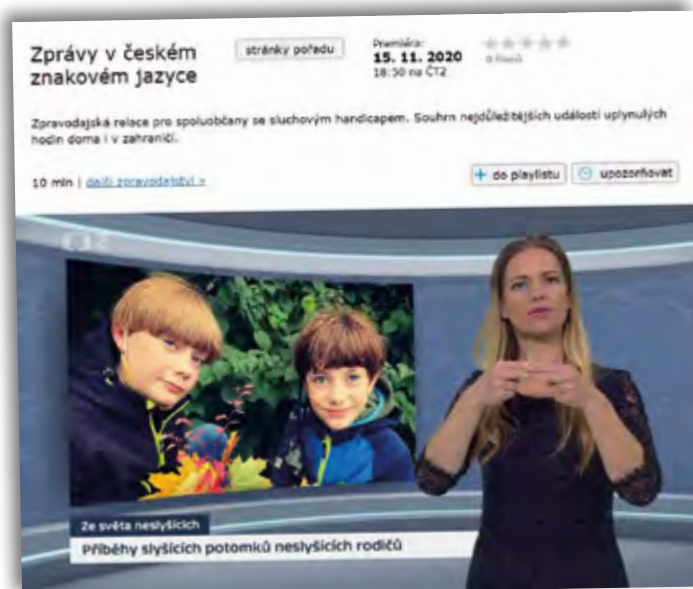 Zprávy v českém
znakovém jazyce
stránky pořadu
Premiéra:
15. 11. 2020
18:50 na ČT2
0 hlasů
Zpravodajská relace pro spoluobčany se sluchovým handicapem. Souhrn nejdůležitějších událostí uplynulých
hodin doma i v zahraničí.
10 min | další zpravodajství »
+ do playlistu
upozorňovat
Ze světa neslyšících
Příběhy slyšících potomků neslyšících rodičů